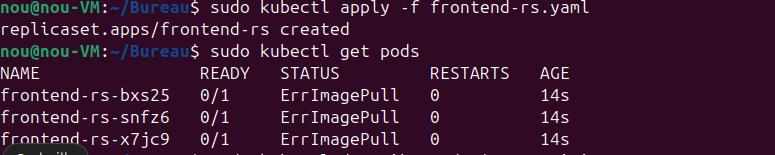 nou@nou-VM:~/Bureau$ sudo kubectl apply -f frontend-rs.yaml
replicaset.apps/frontend-rs created
nou@nou-VM:~/Bureau$ sudo kubectl get pods
NAME READY STATUS RESTARTS AGE
frontend-rs-bxs25 0/1 ErrImagePull 0 14s
frontend-rs-snfz6 0/1 ErrImagePull 0 14s
frontend-rs-x7jc9 0/1 ErrImagePull 0 14s